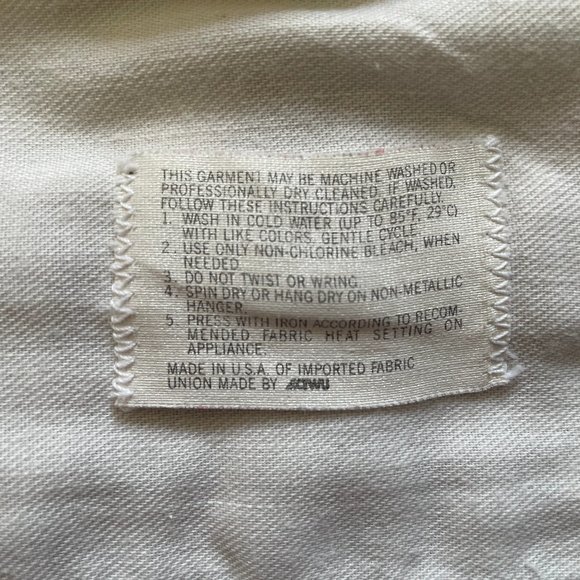 THIS GARMENT MAY BE MACHINE WASHED OR
PROFESSIONALLY DRY CLEANED. IF WASHED,
FOLLOW THESE INSTRUCTIONS CAREFULLY.
1. WASH IN COLD WATER (UP TO 85°F, 29°C)
WITH LIKE COLORS. GENTLE CYCLE.
2. USE ONLY NON-CHLORINE BLEACH, WHEN
NEEDED.
3. DO NOT TWIST OR WRING.
4. SPIN DRY OR HANG DRY ON NON-METALLIC
HANGER.
5. PRESS WITH IRON ACCORDING TO RECOM-
MENDED FABRIC HEAT SETTING ON
APPLIANCE.
MADE IN U.S.A. OF IMPORTED FABRIC
UNION MADE BY ACTWU